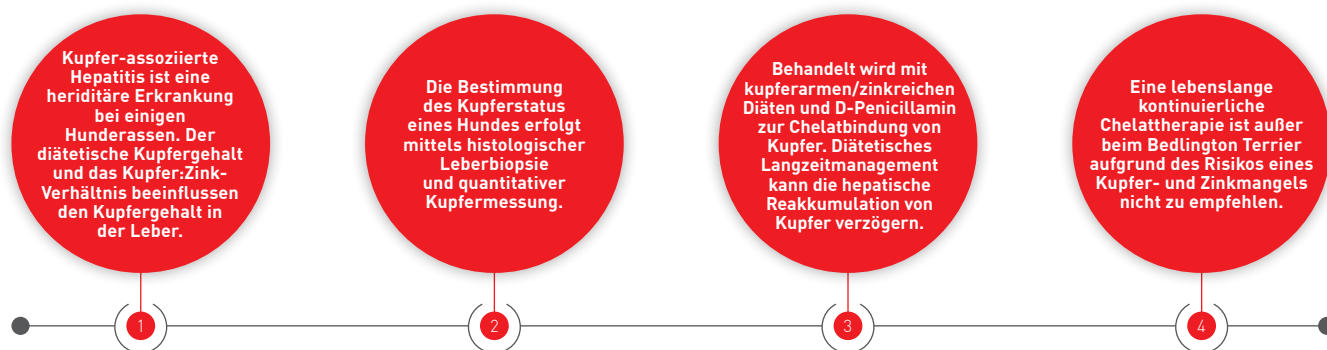 Kupfer-assoziierte
Hepatitis ist eine
heriditäre Erkrankung
bei einigen
Hunderassen. Der
diätetische Kupfergehalt
und das Kupfer:Zink-
Verhältnis beeinflussen
den Kupfergehalt in
der Leber.
1
Die Bestimmung
des Kupferstatus
eines Hundes erfolgt
mittels histologischer
Leberbiopsie
und quantitativer
Kupfermessung.
2
Behandelt wird mit
kupferarmen/zinkreichen
Diäten und D-Penicillamin
zur Chelatbindung von
Kupfer. Diätetisches
Langzeitmanagement
kann die hepatische
Reakkumulation von
Kupfer verzögern.
3
Eine lebenslange
kontinuierliche
Chelattherapie ist außer
beim Bedlington Terrier
aufgrund des Risikos eines
Kupfer- und Zinkmangels
nicht zu empfehlen.
4